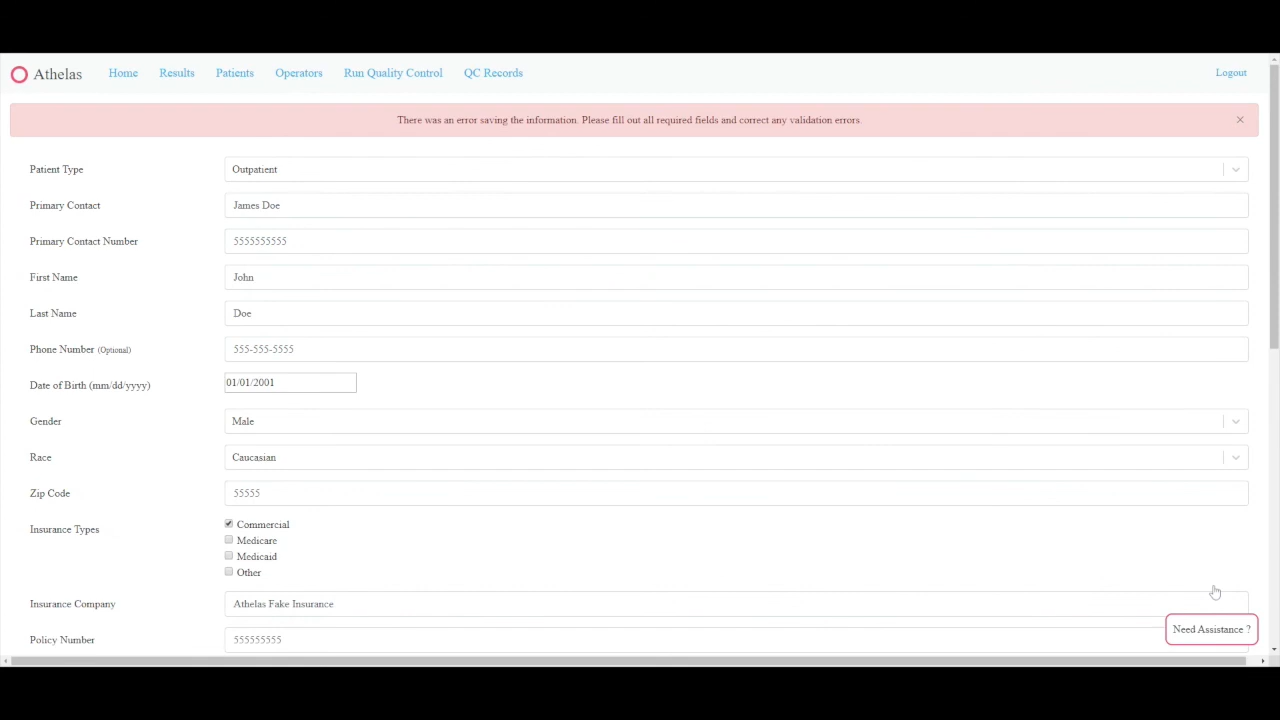 Athelas Home Results Patients Operators Run Quality Control QC Records Logout
There was an error saving the information. Please fill out all required fields and correct any validation errors. ×
Patient Type Outpatient
Primary Contact James Doe
Primary Contact Number 5555555555
First Name John
Last Name Doe
Phone Number (Optional) 555-555-5555
Date of Birth (mm/dd/yyyy) 01/01/2001
Gender Male
Race Caucasian
Zip Code 55555
Insurance Types Commercial
Medicare
Medicaid
Other
Insurance Company Athelas Fake Insurance
Need Assistance ?
Policy Number 555555555